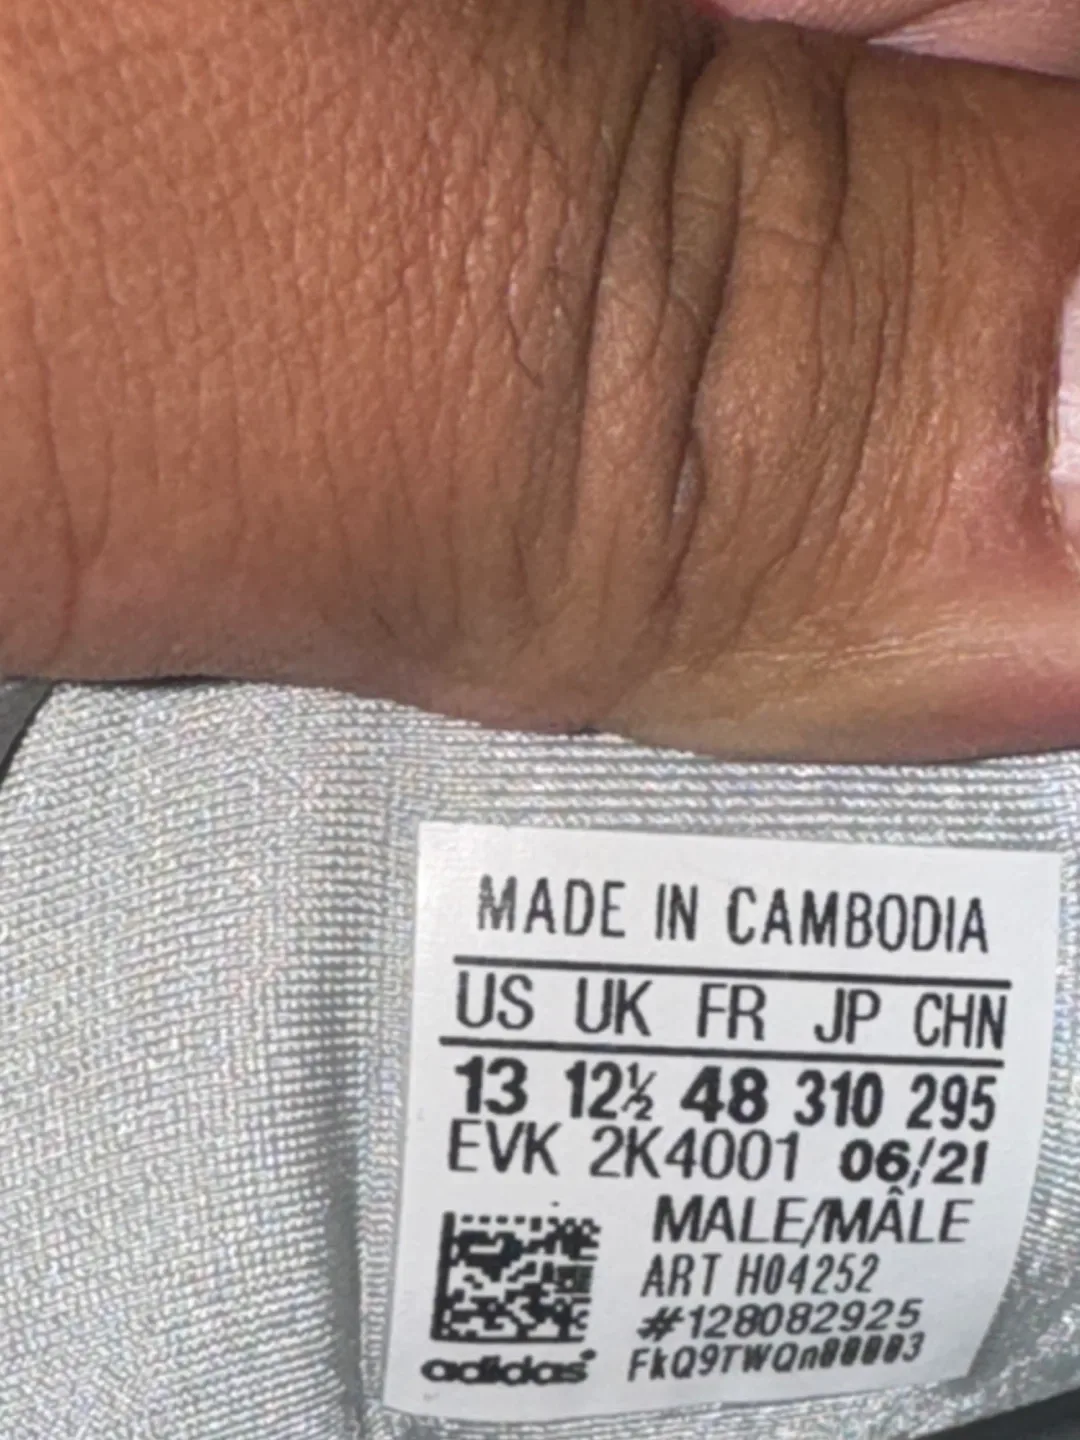 MADE IN CAMBODIA
US UK FR JP CHN
13 12½ 48 310 295
EVK 2K4001 06/21
MALE/MÂLE
ART H04252
#128082925
FkQ9TWQn00003
adidas